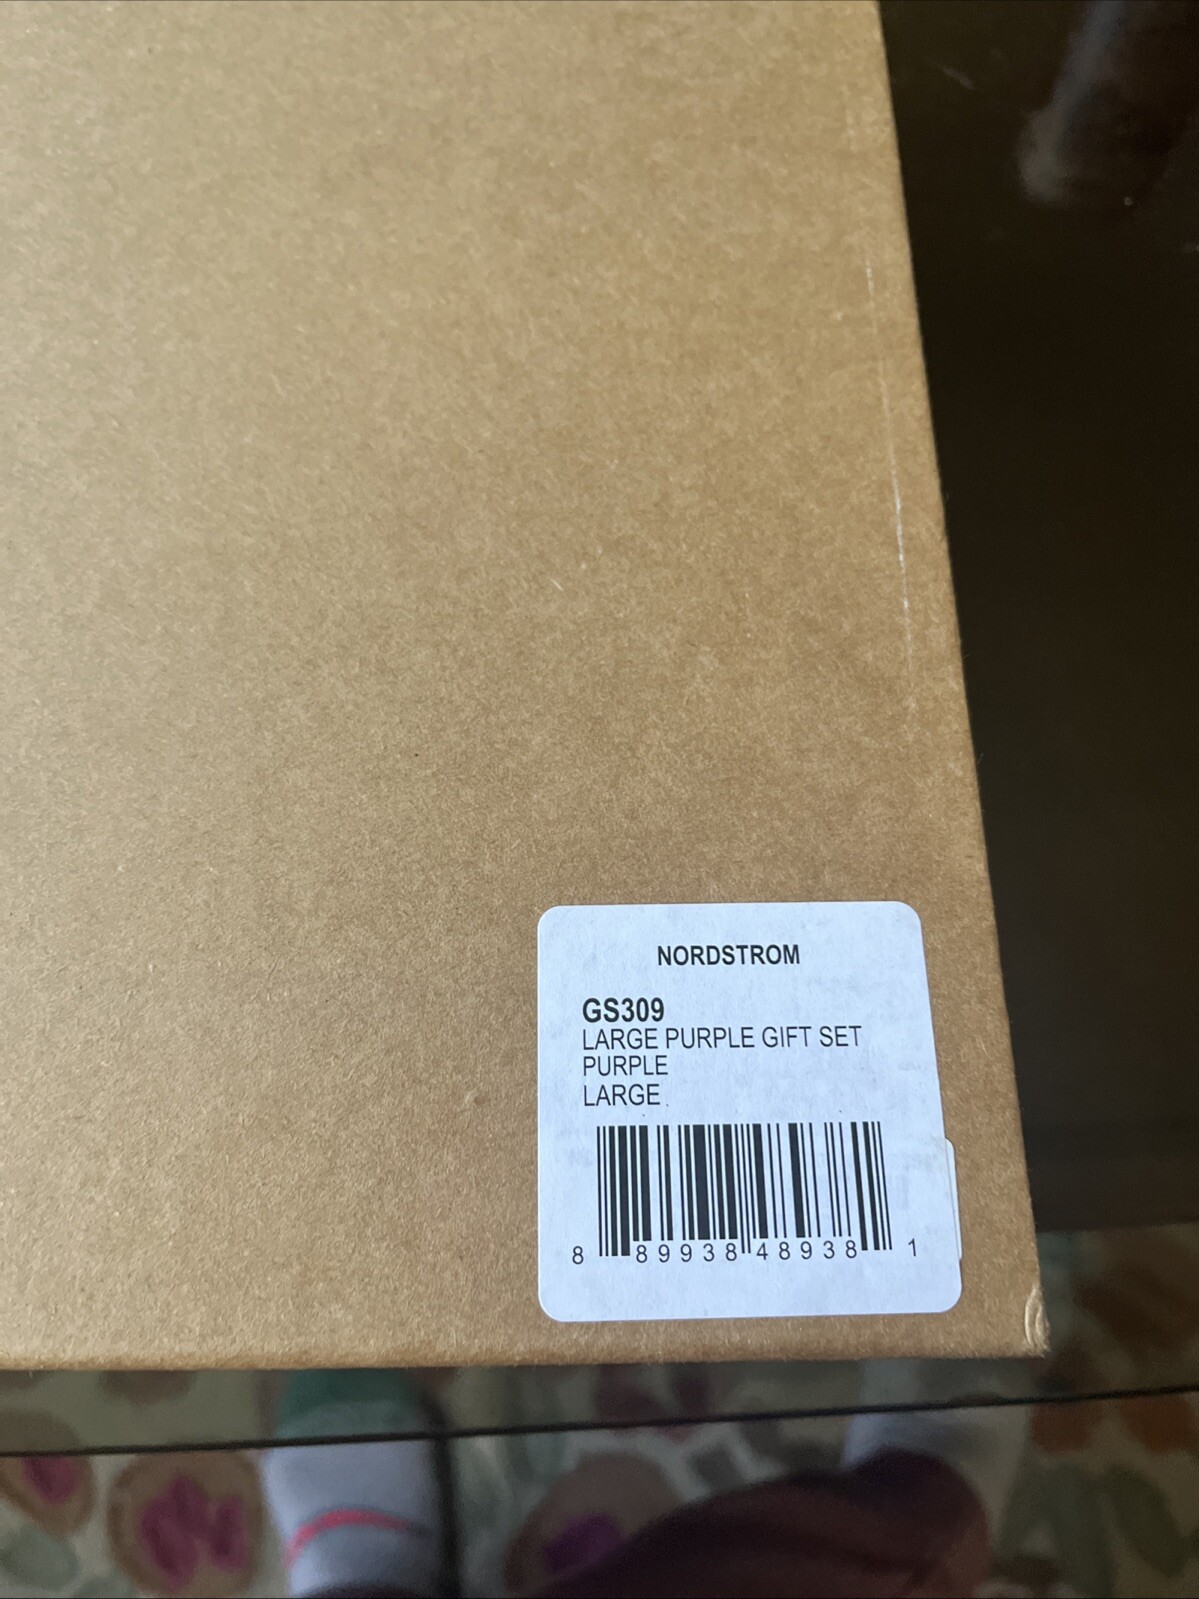 NORDSTROM
GS309
LARGE PURPLE GIFT SET
PURPLE
LARGE
8 89938 48938 1